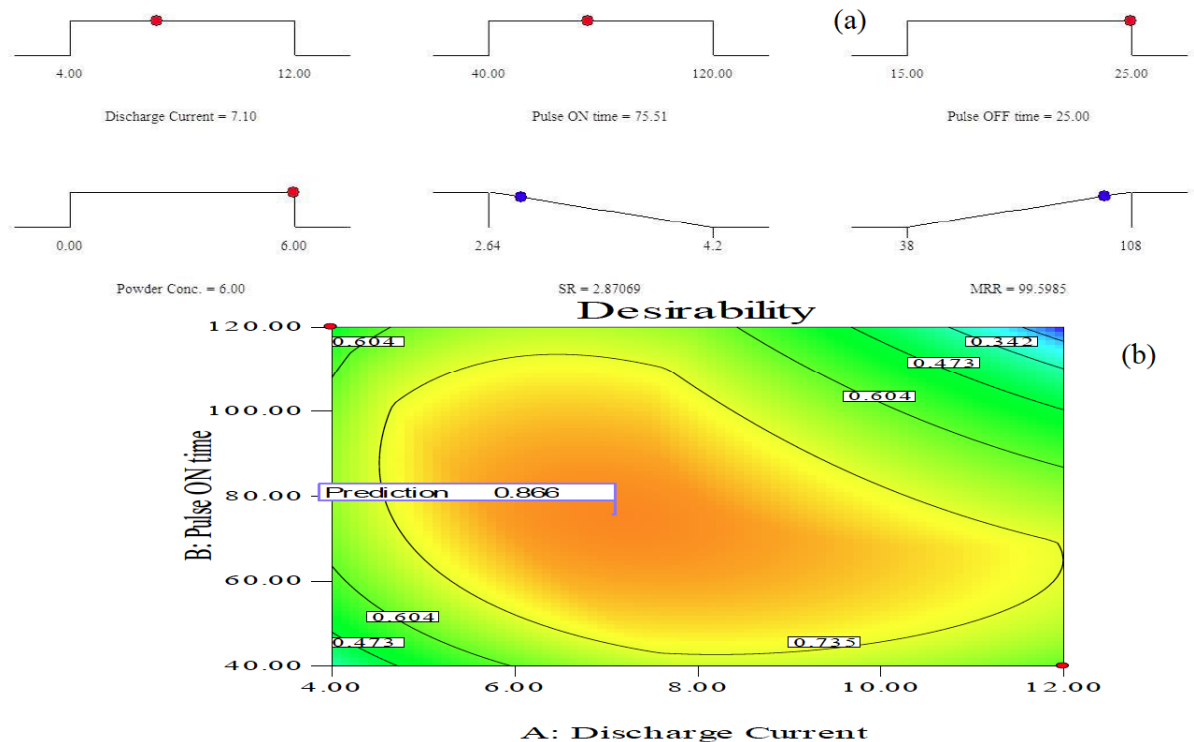 (a)
4.00 12.00 40.00 120.00 15.00 25.00
Discharge Current = 7.10 Pulse ON time = 75.51 Pulse OFF time = 25.00
0.00 6.00 2.64 4.2 38 108
Powder Conc. = 6.00 SR = 2.87069 MRR = 99.5985
Desirability
(b)
120.00
100.00
80.00
60.00
40.00
B: Pulse ON time
0.604
0.342
0.473
0.604
Prediction 0.866
0.604
0.473
0.735
4.00 6.00 8.00 10.00 12.00
A: Discharge Current